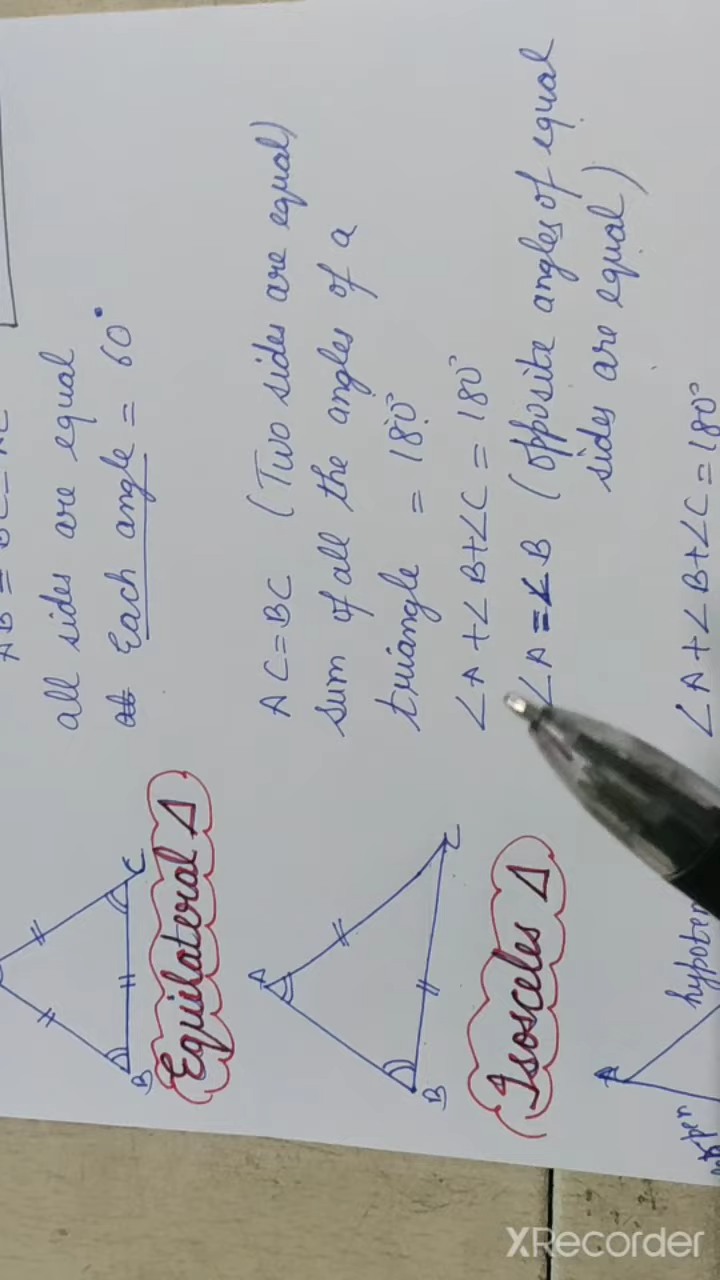 all sides are equal
Each angle = 60°
B
C
Equilateral Δ
AC=BC (Two sides are equal)
sum of all the angles of a
triangle = 180°
∠A+∠B+∠C = 180°
∠A=∠B (opposite angles of equal
sides are equal)
A
B
C
Isosceles Δ
∠A+∠B+∠C=180°
A
XRecorder